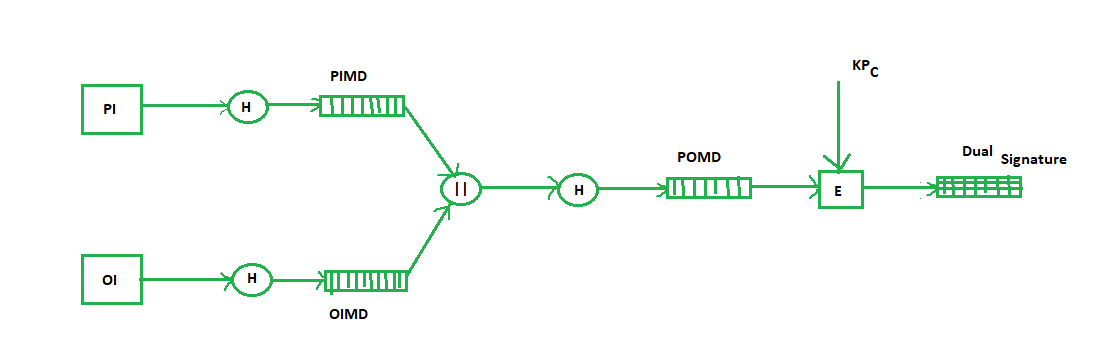 KPC
PIMD
PI
H
Dual Signature
POMD
||
H
E
OI
H
OIMD